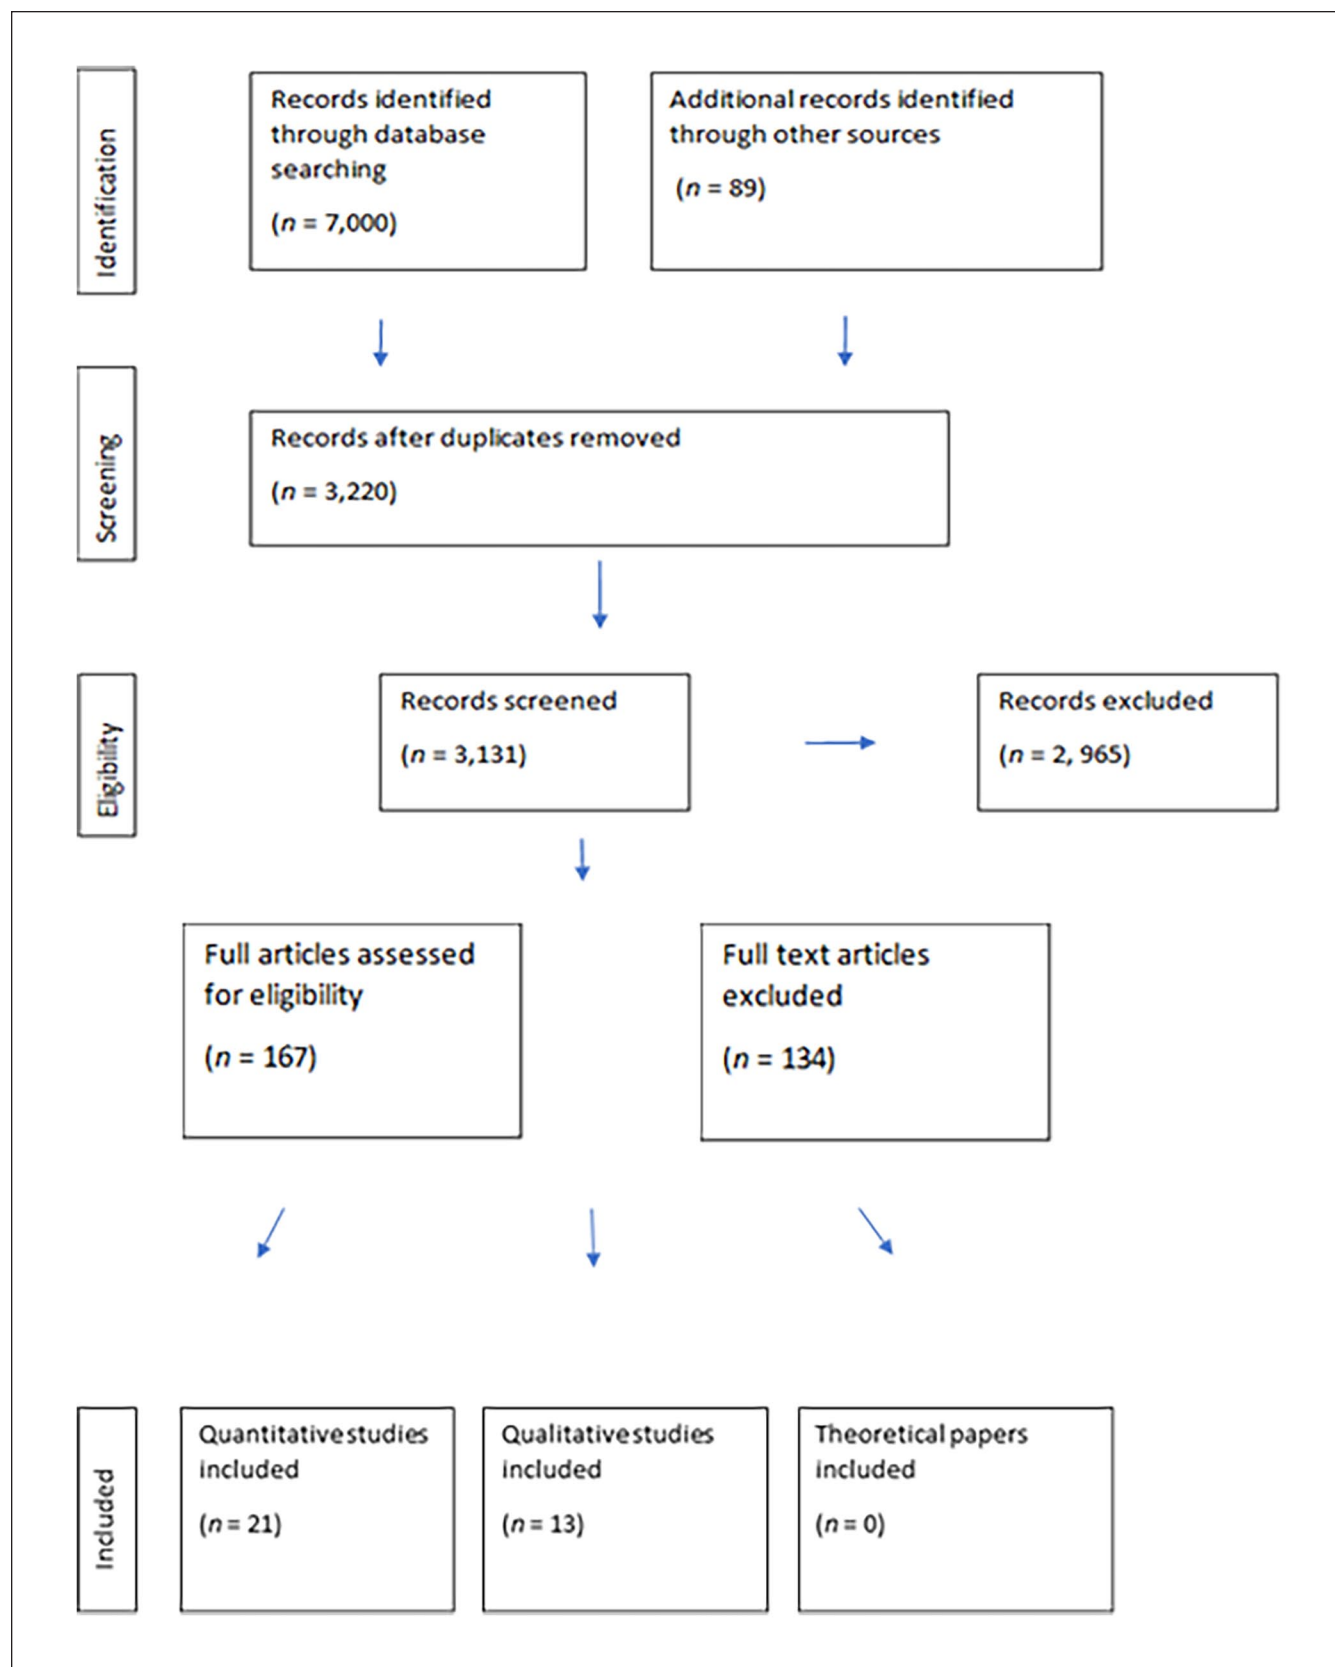 Identification
Records identified
through database
searching
(n = 7,000)
Additional records identified
through other sources
(n = 89)
Screening
Records after duplicates removed
(n = 3,220)
Eligibility
Records screened
(n = 3,131)
Records excluded
(n = 2, 965)
Full articles assessed
for eligibility
(n = 167)
Full text articles
excluded
(n = 134)
Included
Quantitative studies
included
(n = 21)
Qualitative studies
included
(n = 13)
Theoretical papers
included
(n = 0)